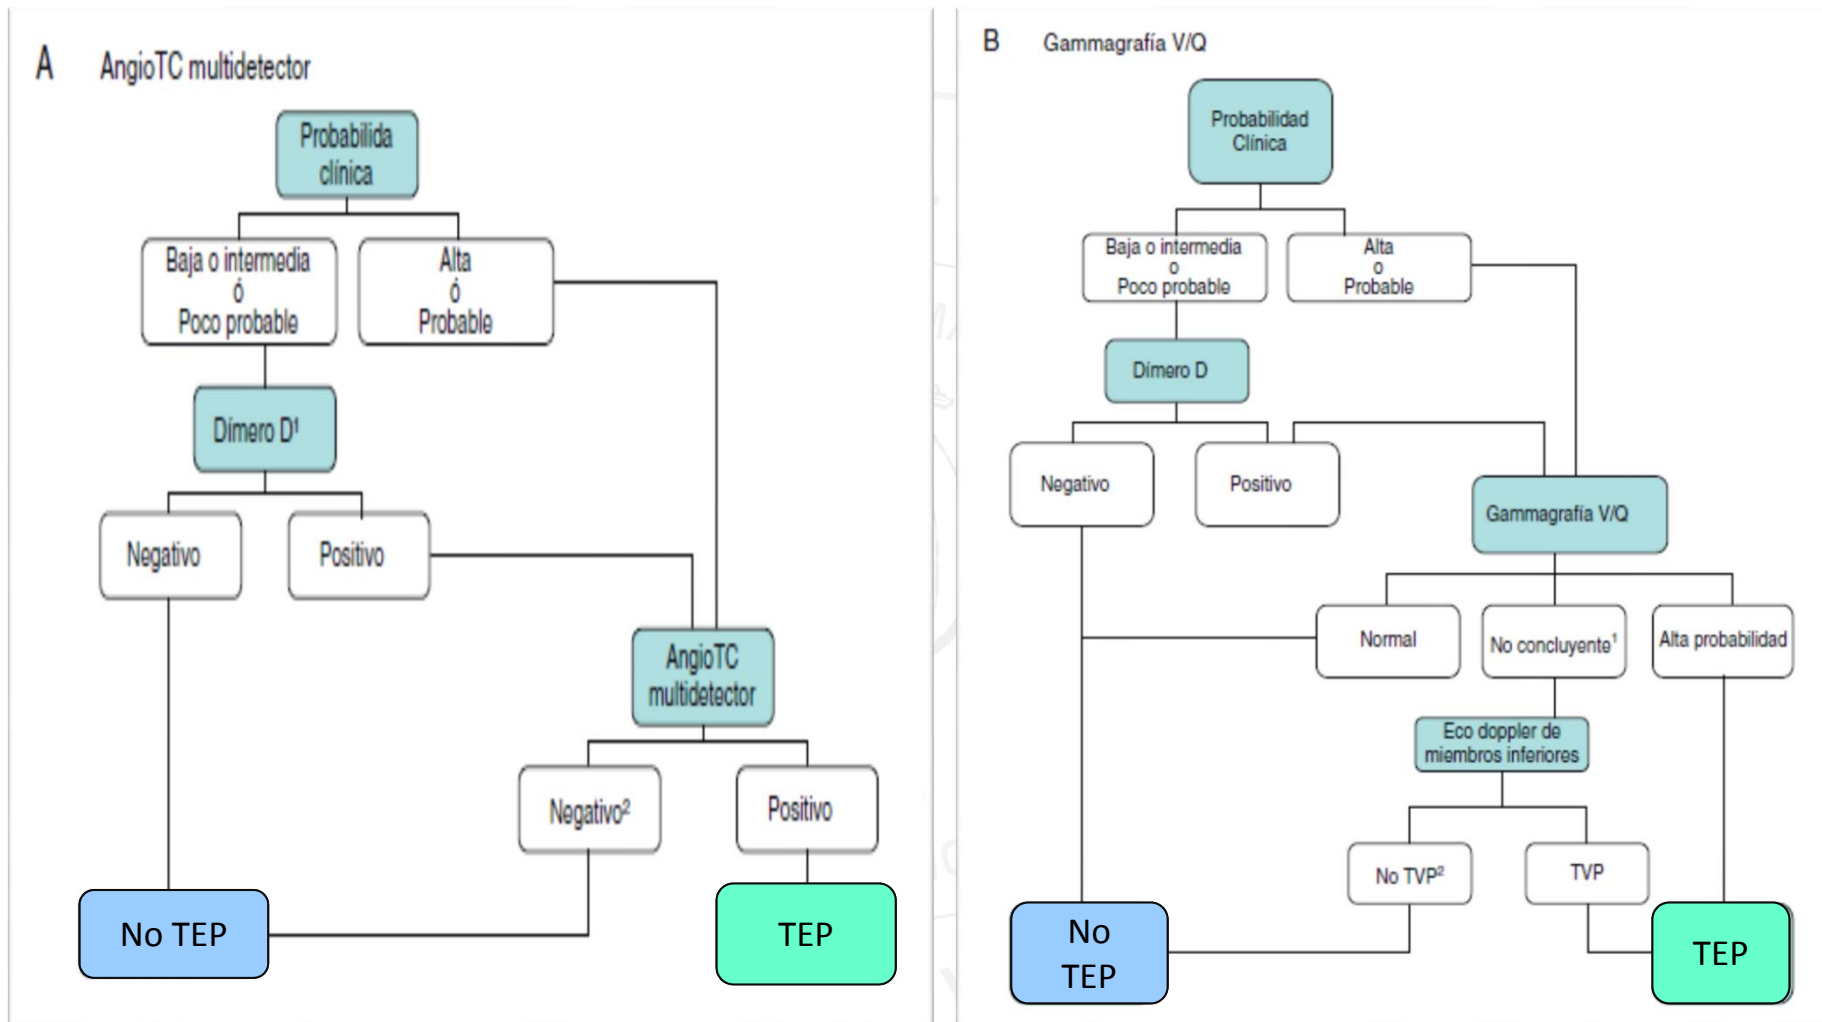 A AngioTC multidetector
Probabilida
clínica
Baja o intermedia
ó
Poco probable
Alta
ó
Probable
Dímero D¹
Negativo
Positivo
AngioTC
multidetector
Negativo²
Positivo
No TEP
TEP
B Gammagrafía V/Q
Probabilidad
Clínica
Baja o intermedia
o
Poco probable
Alta
o
Probable
Dímero D
Negativo
Positivo
Gammagrafía V/Q
Normal
No concluyente¹
Alta probabilidad
Eco doppler de
miembros inferiores
No TVP²
TVP
No
TEP
TEP